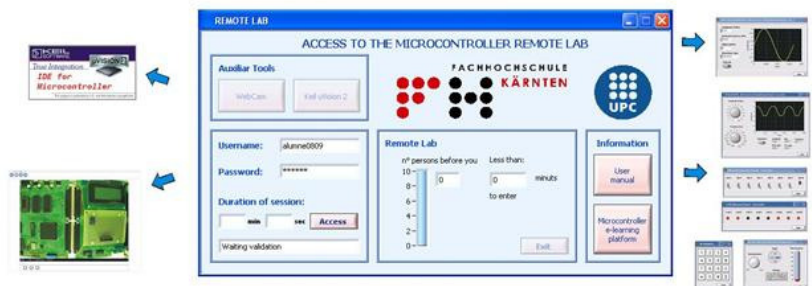 REMOTE LAB
ACCESS TO THE MICROCONTROLLER REMOTE LAB
KEIL
SOFTWARE
µVISION2
True Integration
IDE for
Microcontroller
Auxiliar Tools
WebCam
Keil uVision 2
FACHHOCHSCHULE
KÄRNTEN
UPC
Username:
alumne0809
Password:
******
Duration of session:
min
sec
Access
Waiting validation
Remote Lab
nº persons before you
10-
8-
6-
4-
2-
0-
0
Less than:
0
minuts
to enter
Exit
Information
User
manual
Microcontroller
e-learning
platform